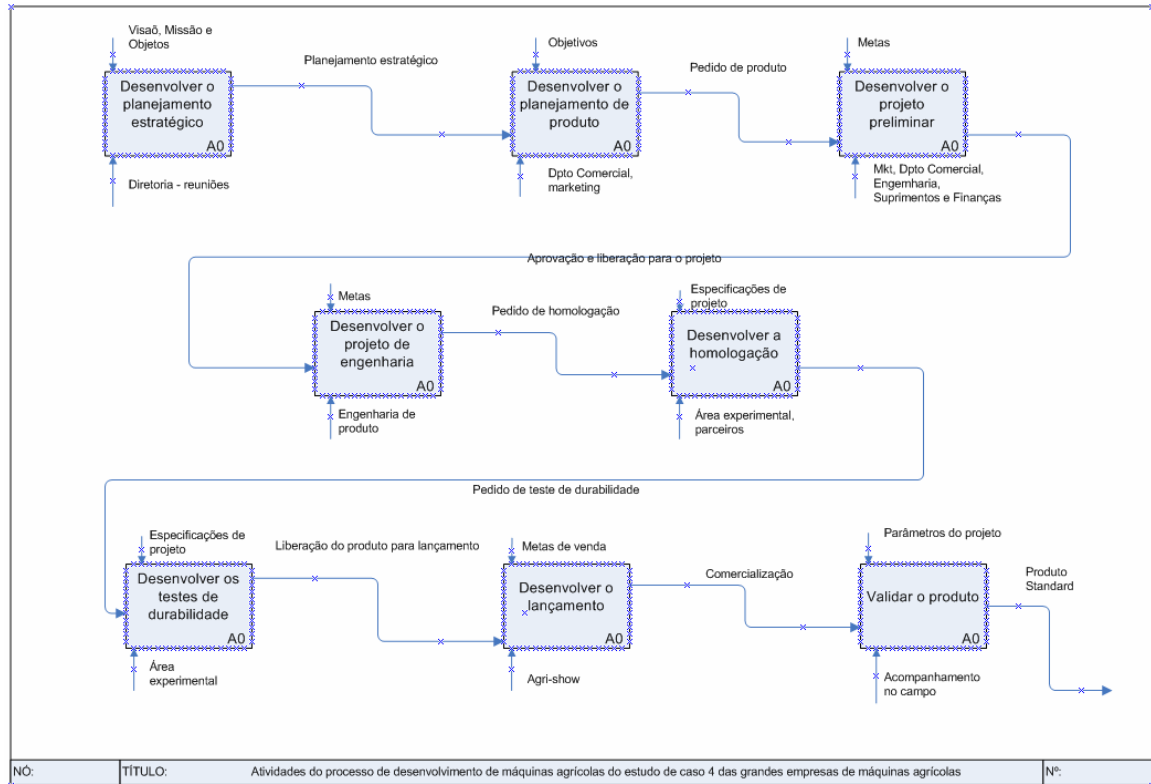 Visaõ, Missão e
Objetos
Desenvolver o
planejamento
estratégico
A0
Diretoria - reuniões
Planejamento estratégico
Objetivos
Desenvolver o
planejamento de
produto
A0
Dpto Comercial,
marketing
Pedido de produto
Metas
Desenvolver o
projeto
preliminar
A0
Mkt, Dpto Comercial,
Engemharia,
Suprimentos e Finanças
Aprovação e liberação para o projeto
Metas
Desenvolver o
projeto de
engenharia
A0
Engenharia de
produto
Pedido de homologação
Especificações de
projeto
Desenvolver a
homologação
A0
Área experimental,
parceiros
Pedido de teste de durabilidade
Especificações de
projeto
Desenvolver os
testes de
durabilidade
A0
Área
experimental
Liberação do produto para lançamento
Metas de venda
Desenvolver o
lançamento
A0
Agri-show
Comercialização
Parâmetros do projeto
Validar o produto
A0
Acompanhamento
no campo
Produto
Standard
NÓ:
TÍTULO: Atividades do processo de desenvolvimento de máquinas agrícolas do estudo de caso 4 das grandes empresas de máquinas agrícolas
Nº: